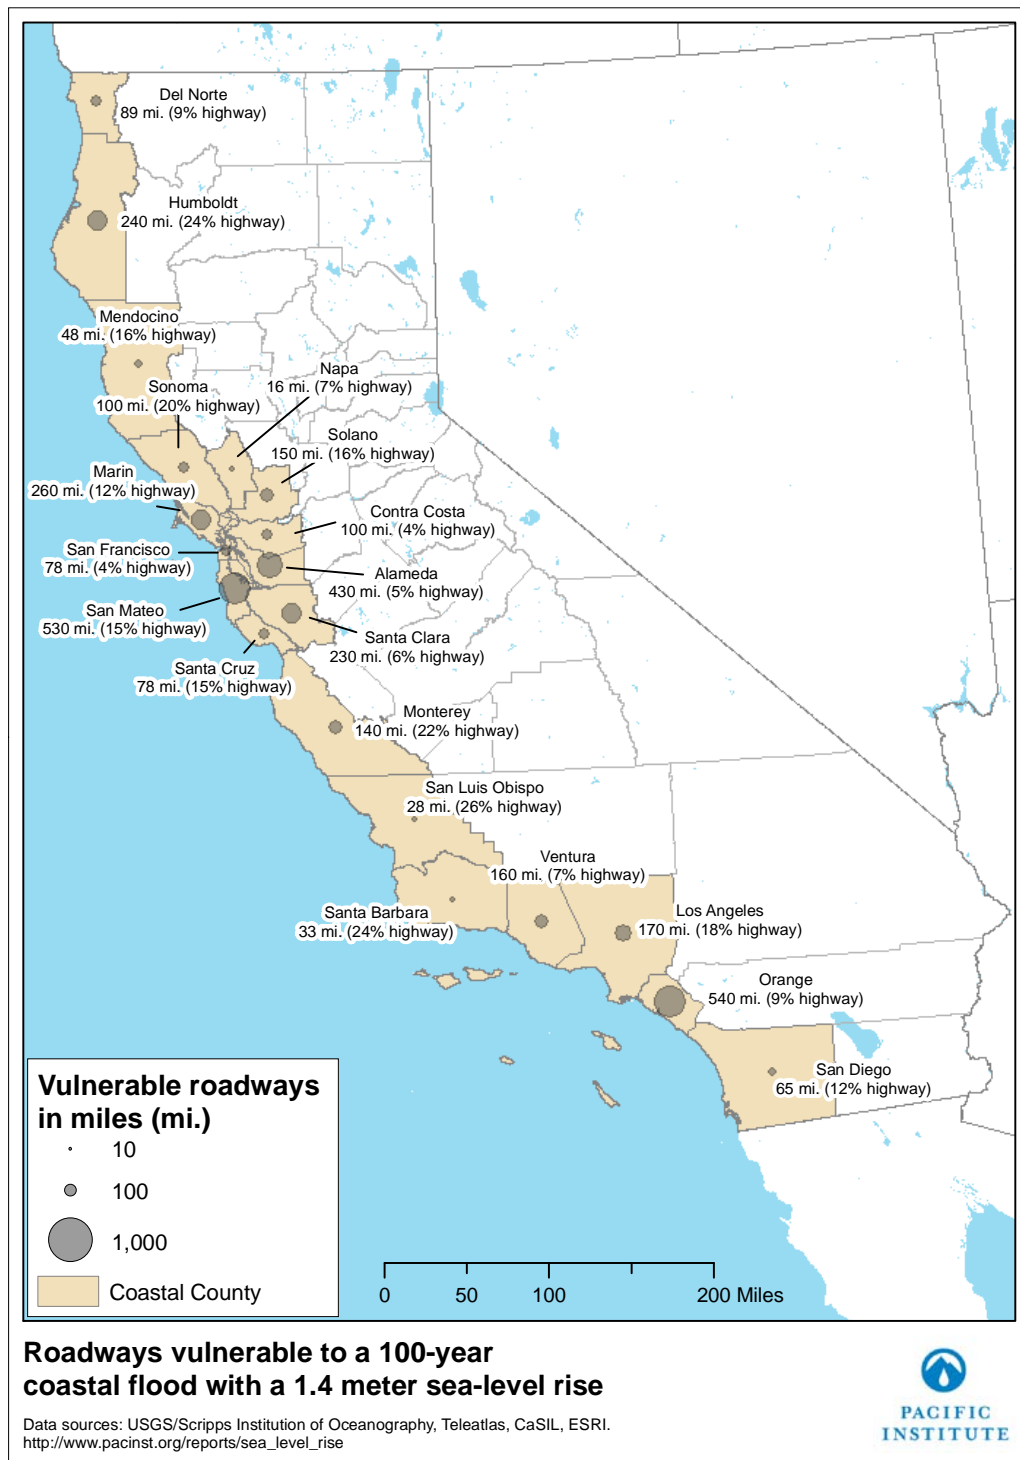 Del Norte
89 mi. (9% highway)
Humboldt
240 mi. (24% highway)
Mendocino
48 mi. (16% highway)
Napa
16 mi. (7% highway)
Sonoma
100 mi. (20% highway)
Solano
150 mi. (16% highway)
Marin
260 mi. (12% highway)
Contra Costa
100 mi. (4% highway)
San Francisco
78 mi. (4% highway)
Alameda
430 mi. (5% highway)
San Mateo
530 mi. (15% highway)
Santa Clara
230 mi. (6% highway)
Santa Cruz
78 mi. (15% highway)
Monterey
140 mi. (22% highway)
San Luis Obispo
28 mi. (26% highway)
Ventura
160 mi. (7% highway)
Santa Barbara
33 mi. (24% highway)
Los Angeles
170 mi. (18% highway)
Orange
540 mi. (9% highway)
San Diego
65 mi. (12% highway)
Vulnerable roadways
in miles (mi.)
10
100
1,000
Coastal County
0 50 100 200 Miles
Roadways vulnerable to a 100-year
coastal flood with a 1.4 meter sea-level rise
Data sources: USGS/Scripps Institution of Oceanography, Teleatlas, CaSIL, ESRI.
http://www.pacinst.org/reports/sea_level_rise
PACIFIC
INSTITUTE